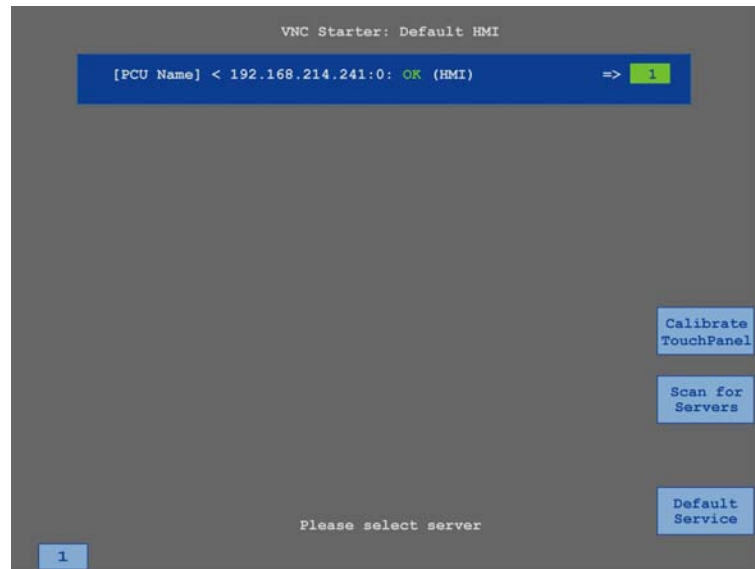 VNC Starter: Default HMI
[PCU Name] < 192.168.214.241:0: OK (HMI) => 1
Calibrate
TouchPanel
Scan for
Servers
Default
Service
Please select server
1